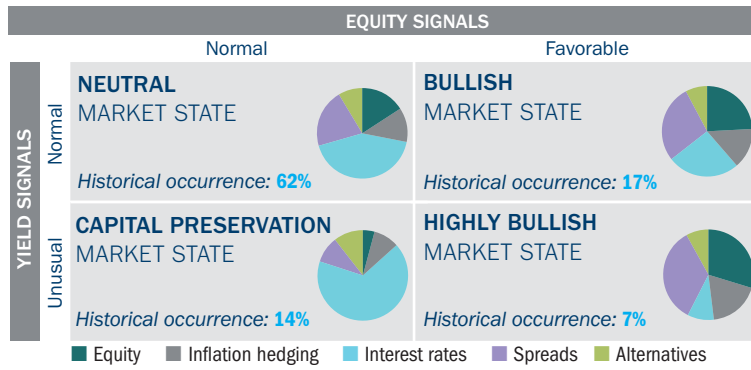 EQUITY SIGNALS
Normal
Favorable
YIELD SIGNALS
Normal
NEUTRAL
MARKET STATE
Historical occurrence: 62%
BULLISH
MARKET STATE
Historical occurrence: 17%
Unusual
CAPITAL PRESERVATION
MARKET STATE
Historical occurrence: 14%
HIGHLY BULLISH
MARKET STATE
Historical occurrence: 7%
Equity Inflation hedging Interest rates Spreads Alternatives